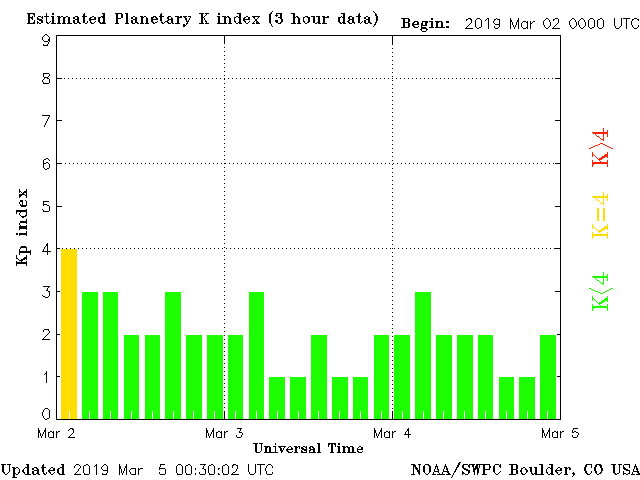 Estimated Planetary K index (3 hour data) Begin: 2019 Mar 02 0000 UTC
9
8
7
6
5
4
3
2
1
0
Kp index
K>4
K=4
K<4
Mar 2 Mar 3 Mar 4 Mar 5
Universal Time
Updated 2019 Mar 5 00:30:02 UTC NOAA/SWPC Boulder, CO USA